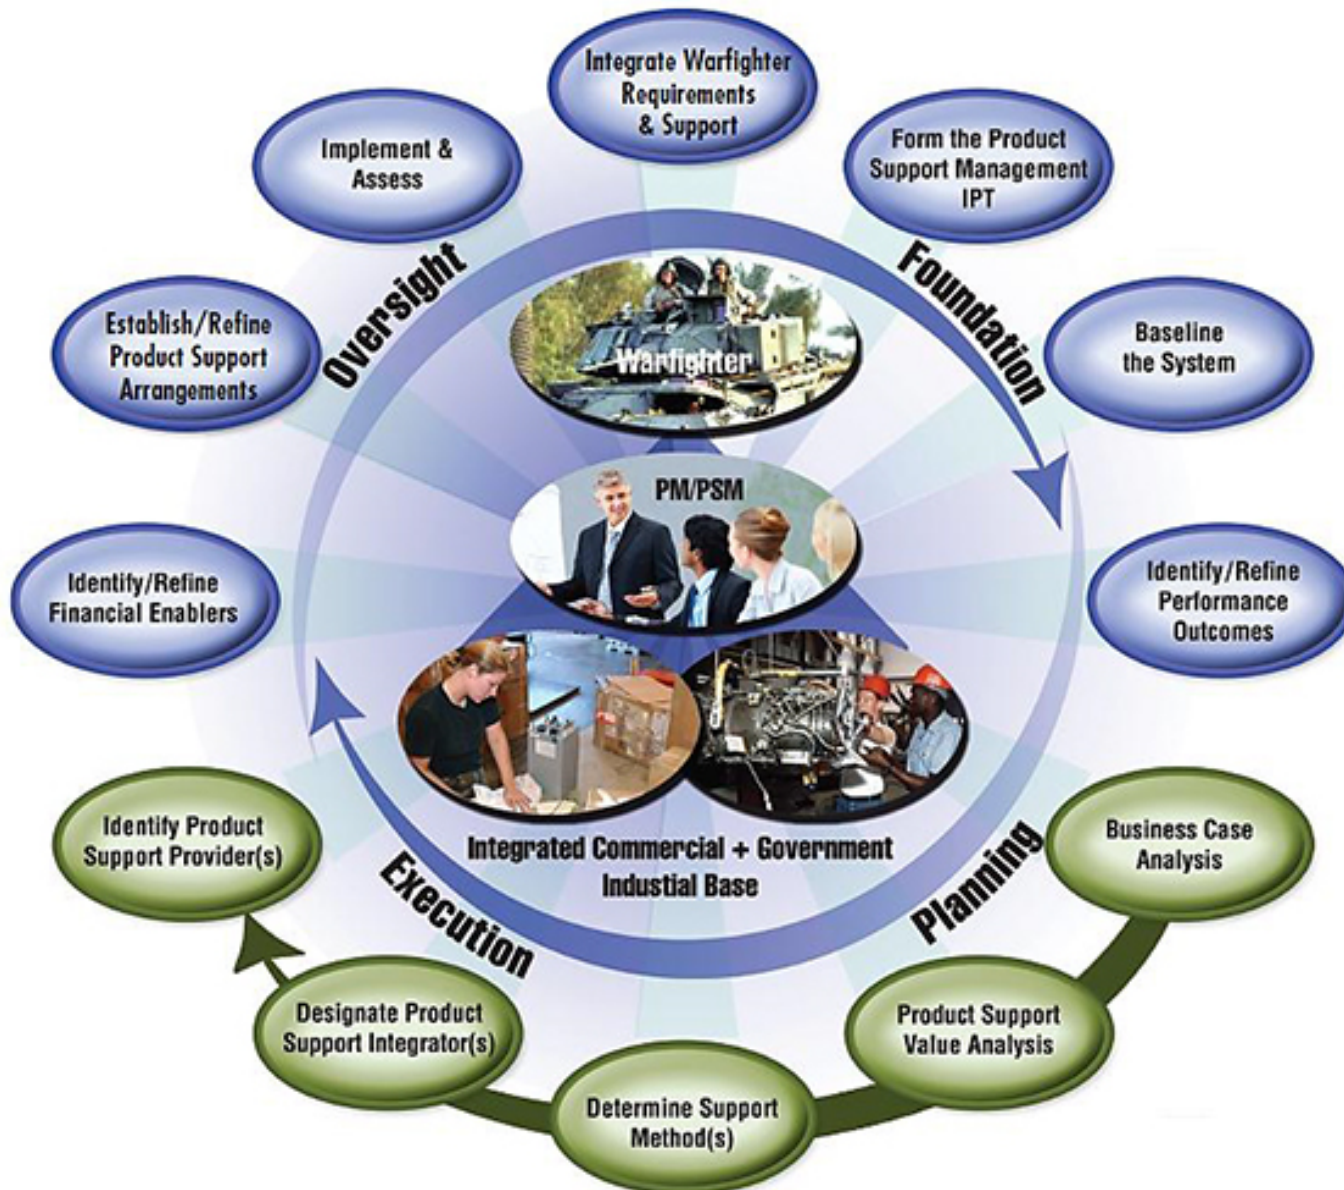 Integrate Warfighter
Requirements
& Support
Form the Product
Support Management
IPT
Baseline
the System
Identify/Refine
Performance
Outcomes
Business Case
Analysis
Product Support
Value Analysis
Determine Support
Method(s)
Designate Product
Support Integrator(s)
Identify Product
Support Provider(s)
Identify/Refine
Financial Enablers
Establish/Refine
Product Support
Arrangements
Implement &
Assess
Oversight
Foundation
Planning
Execution
Warfighter
PM/PSM
Integrated Commercial + Government
Industial Base